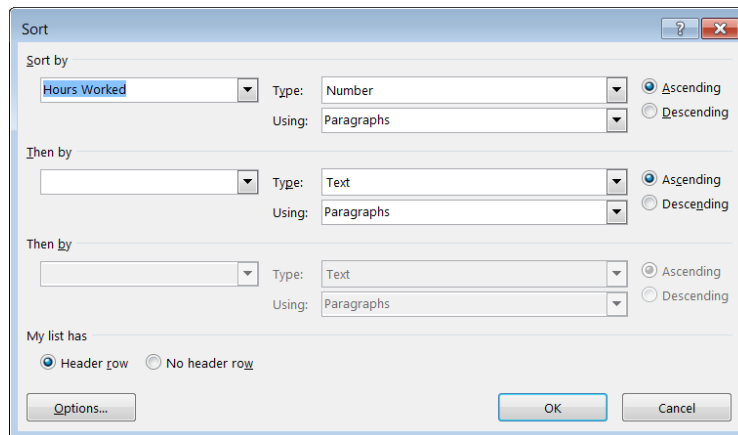 Sort ?
Sort by
Hours Worked Type: Number Ascending
Using: Paragraphs Descending
Then by
Type: Text Ascending
Using: Paragraphs Descending
Then by
Type: Text Ascending
Using: Paragraphs Descending
My list has
Header row No header row
Options... OK Cancel